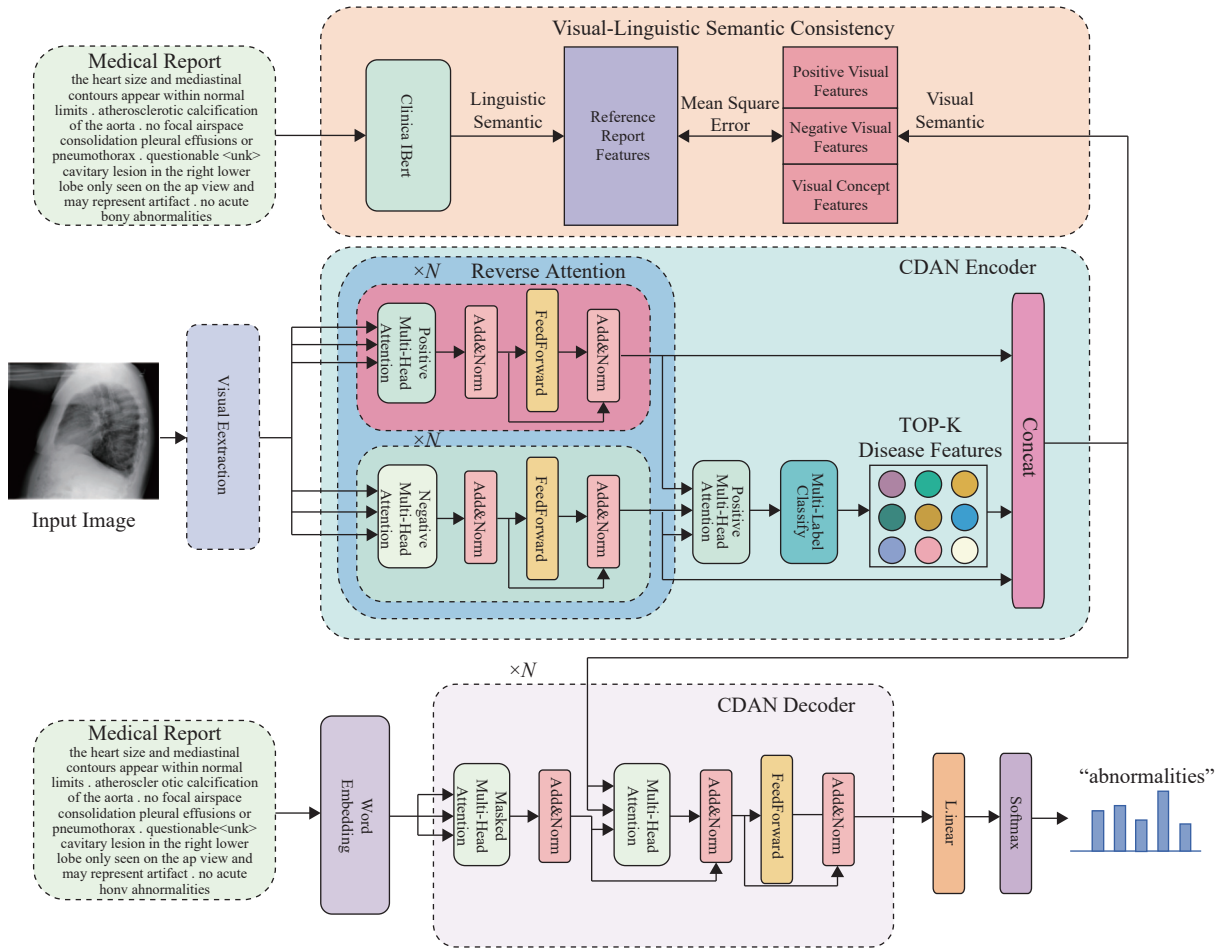 Visual-Linguistic Semantic Consistency
Medical Report
the heart size and mediastinal
contours appear within normal
limits . atherosclerotic calcification
of the aorta . no focal airspace
consolidation pleural effusions or
pneumothorax . questionable <unk>
cavitary lesion in the right lower
lobe only seen on the ap view and
may represent artifact . no acute
bony abnormalities
Clinica IBert
Linguistic
Semantic
Reference
Report
Features
Mean Square
Error
Positive Visual
Features
Negative Visual
Features
Visual Concept
Features
Visual
Semantic
×N
Reverse Attention
CDAN Encoder
Input Image
Visual Eextraction
Positive
Multi-Head
Attention
Add&Norm
FeedForward
Add&Norm
×N
Negative
Multi-Head
Attention
Add&Norm
FeedForward
Add&Norm
Positive
Multi-Head
Attention
Multi-Label
Classify
TOP-K
Disease Features
Concat
×N
CDAN Decoder
Medical Report
the heart size and mediastinal
contours appear within normal
limits . atheroscler otic calcification
of the aorta . no focal airspace
consolidation pleural effusions or
pneumothorax . questionable<unk>
cavitary lesion in the right lower
lobe only seen on the ap view and
may represent artifact . no acute
honv ahnormalities
Word
Embedding
Masked
Multi-Head
Attention
Add&Norm
Multi-Head
Attention
Add&Norm
FeedForward
Add&Norm
Linear
Softmax
“abnormalities”